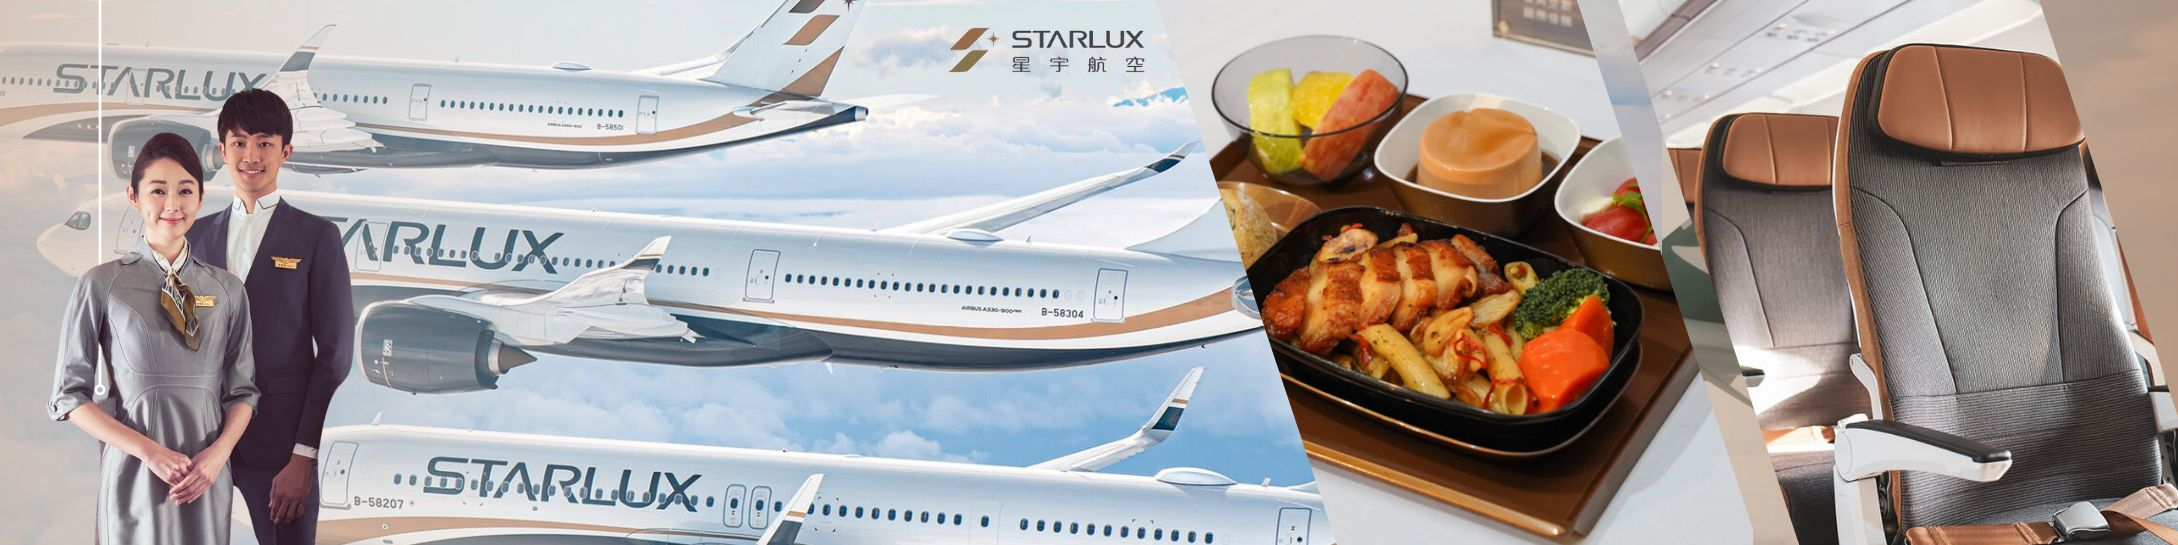 STARLUX
星宇航空
STARLUX
B-58501
STARLUX
AIRBUS A330-900neo
B-58304
STARLUX
B-58207